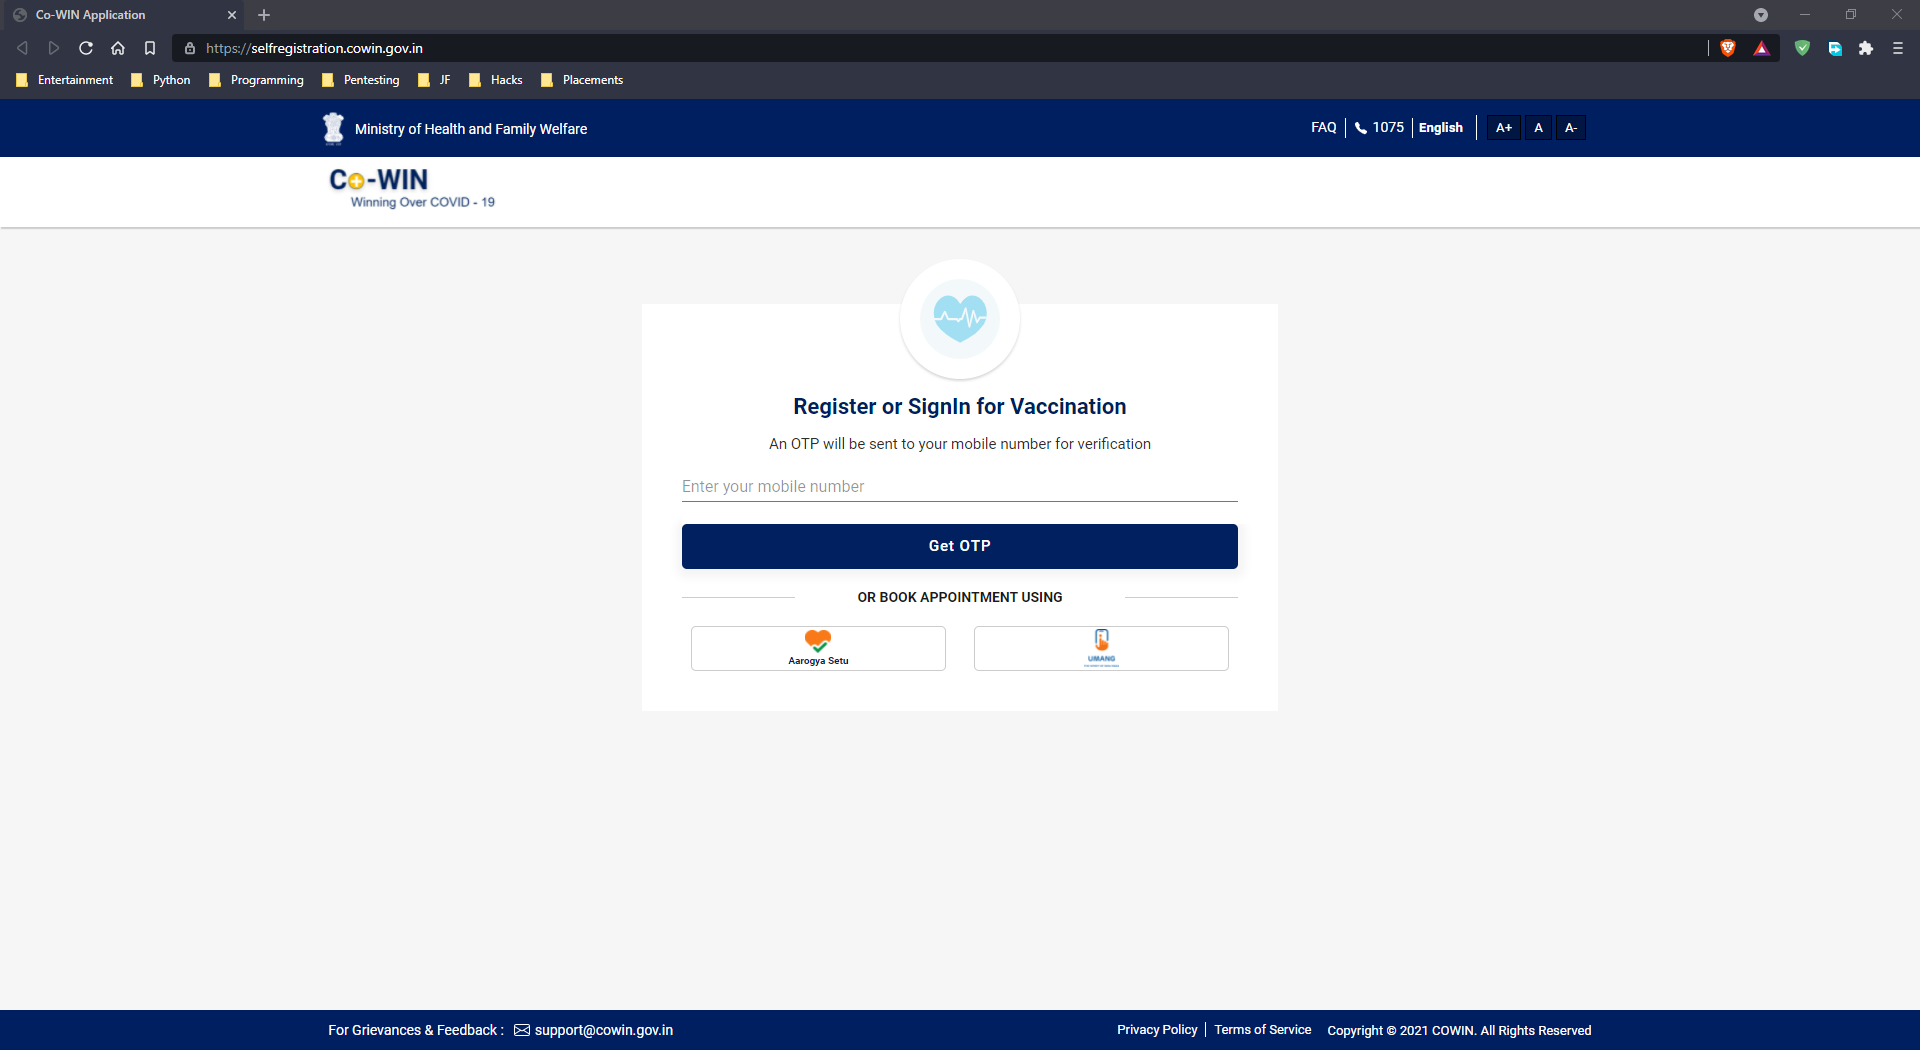 Co-WIN Application
https://selfregistration.cowin.gov.in
Entertainment Python Programming Pentesting JF Hacks Placements
Ministry of Health and Family Welfare
FAQ 1075 English A+ A A-
Co-WIN
Winning Over COVID - 19
Register or SignIn for Vaccination
An OTP will be sent to your mobile number for verification
Enter your mobile number
Get OTP
OR BOOK APPOINTMENT USING
Aarogya Setu
UMANG
For Grievances & Feedback : support@cowin.gov.in
Privacy Policy Terms of Service Copyright © 2021 COWIN. All Rights Reserved